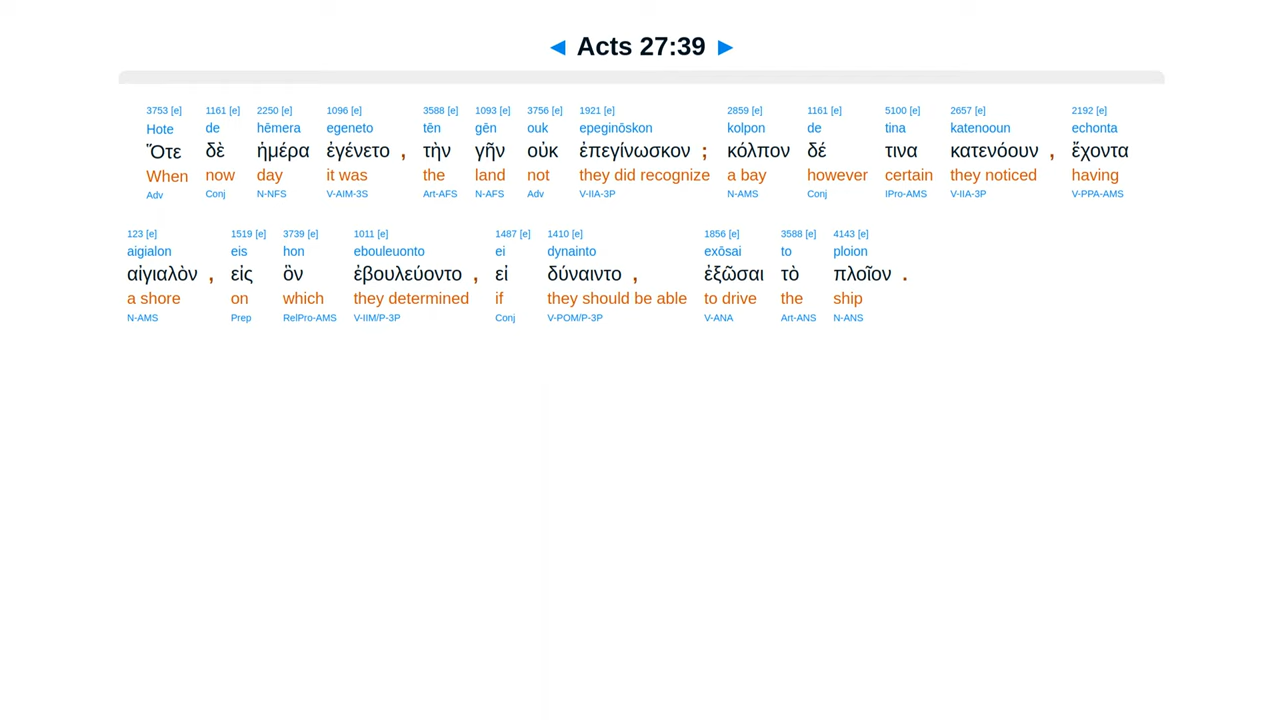 ◄ Acts 27:39 ►
3753 [e] 1161 [e] 2250 [e] 1096 [e] 3588 [e] 1093 [e] 3756 [e] 1921 [e] 2859 [e] 1161 [e] 5100 [e] 2657 [e] 2192 [e]
Hote de hēmera egeneto tēn gēn ouk epeginōskon kolpon de tina katenooun echonta
Ὅτε δὲ ἡμέρα ἐγένετο , τὴν γῆν οὐκ ἐπεγίνωσκον ; κόλπον δέ τινα κατενόουν , ἔχοντα
When now day it was the land not they did recognize a bay however certain they noticed having
Adv Conj N-NFS V-AIM-3S Art-AFS N-AFS Adv V-IIA-3P N-AMS Conj IPro-AMS V-IIA-3P V-PPA-AMS
123 [e] 1519 [e] 3739 [e] 1011 [e] 1487 [e] 1410 [e] 1856 [e] 3588 [e] 4143 [e]
aigialon eis hon ebouleuonto ei dynainto exōsai to ploion
αἰγιαλὸν , εἰς ὃν ἐβουλεύοντο , εἰ δύναιντο , ἐξῶσαι τὸ πλοῖον .
a shore on which they determined if they should be able to drive the ship
N-AMS Prep RelPro-AMS V-IIM/P-3P Conj V-POM/P-3P V-ANA Art-ANS N-ANS